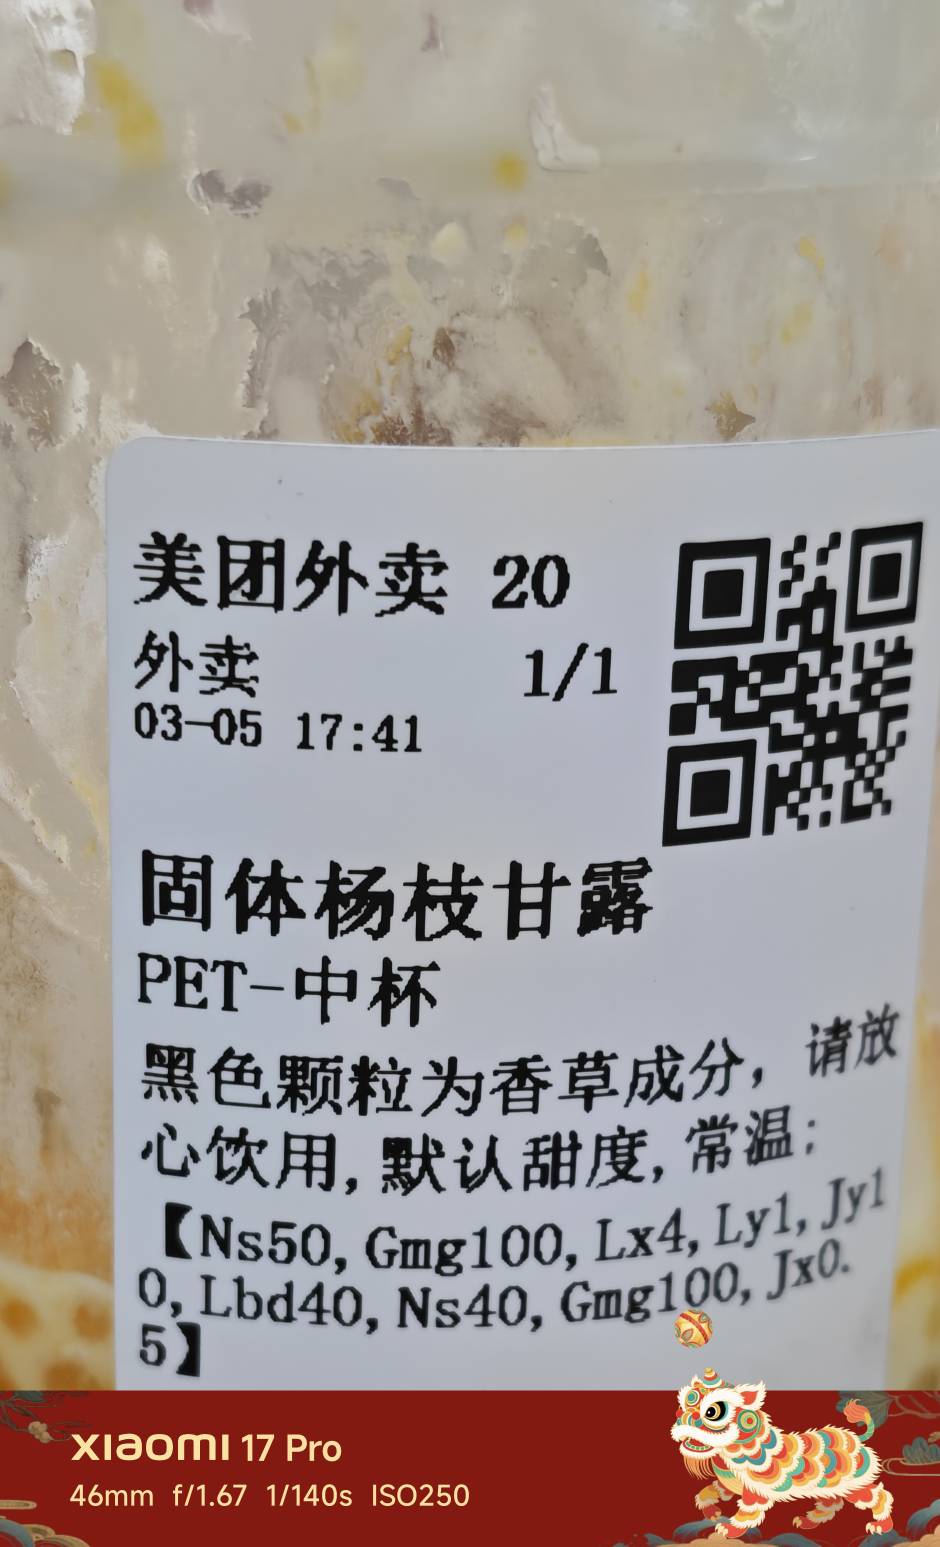 美团外卖 20
外卖 1/1
03-05 17:41
固体杨枝甘露
PET-中杯
黑色颗粒为香草成分，请放
心饮用，默认甜度，常温；
【Ns50, Gmg100, Lx4, Ly1, Jy1
0, Lbd40, Ns40, Gmg100, Jx0.
5】
xiaomi 17 Pro
46mm f/1.67 1/140s ISO250